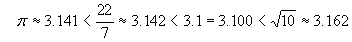 π ≈ 3.141 < 22/7 ≈ 3.142 < 3.1 = 3.100 < √10 ≈ 3.162